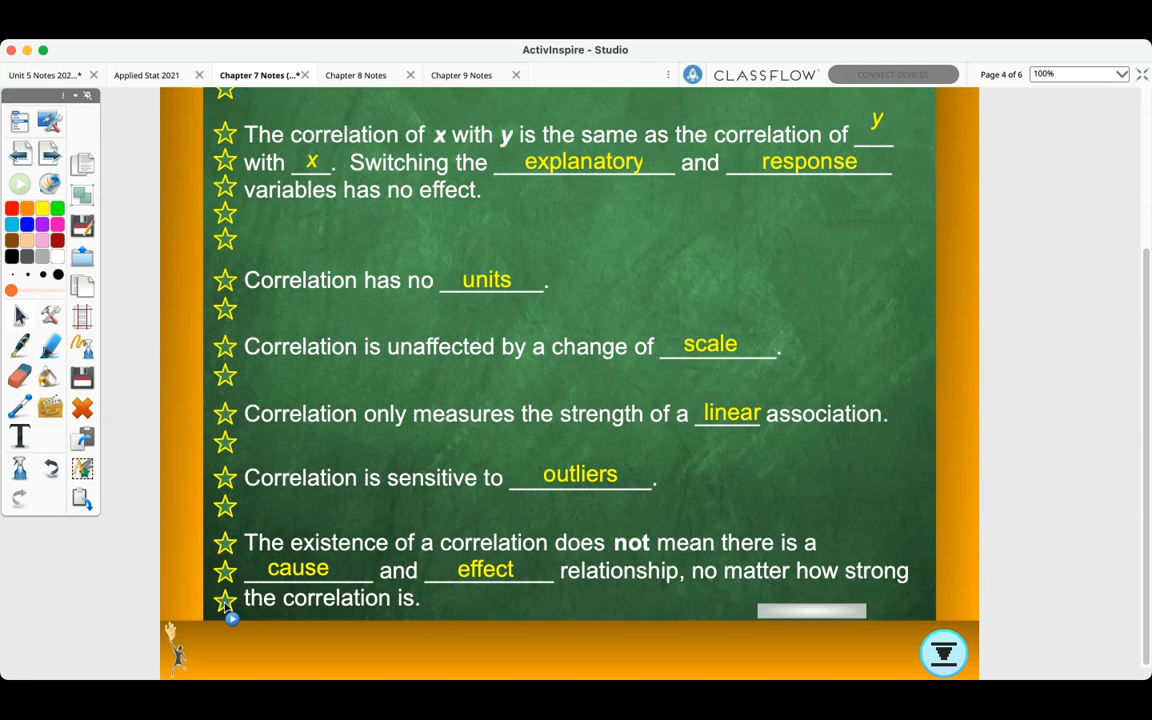 ActivInspire - Studio
Unit 5 Notes 202...*
Applied Stat 2021
Chapter 7 Notes (...*
Chapter 8 Notes
Chapter 9 Notes
CLASSFLOW
CONNECT DEVICES
Page 4 of 6
100%
The correlation of x with y is the same as the correlation of y
with x. Switching the explanatory and response
variables has no effect.
Correlation has no units.
Correlation is unaffected by a change of scale.
Correlation only measures the strength of a linear association.
Correlation is sensitive to outliers.
The existence of a correlation does not mean there is a
cause and effect relationship, no matter how strong
the correlation is.